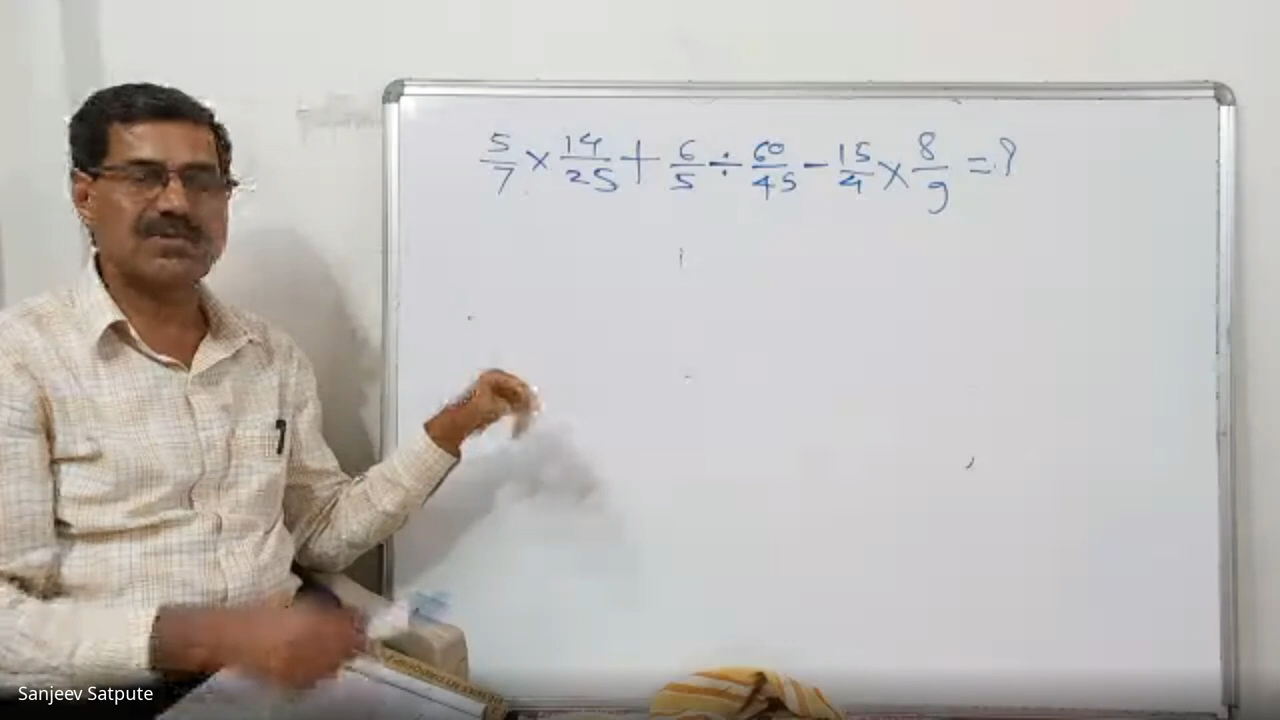 5/7 × 14/25 + 6/5 ÷ 60/45 - 15/4 × 8/9 = ?
Sanjeev Satpute